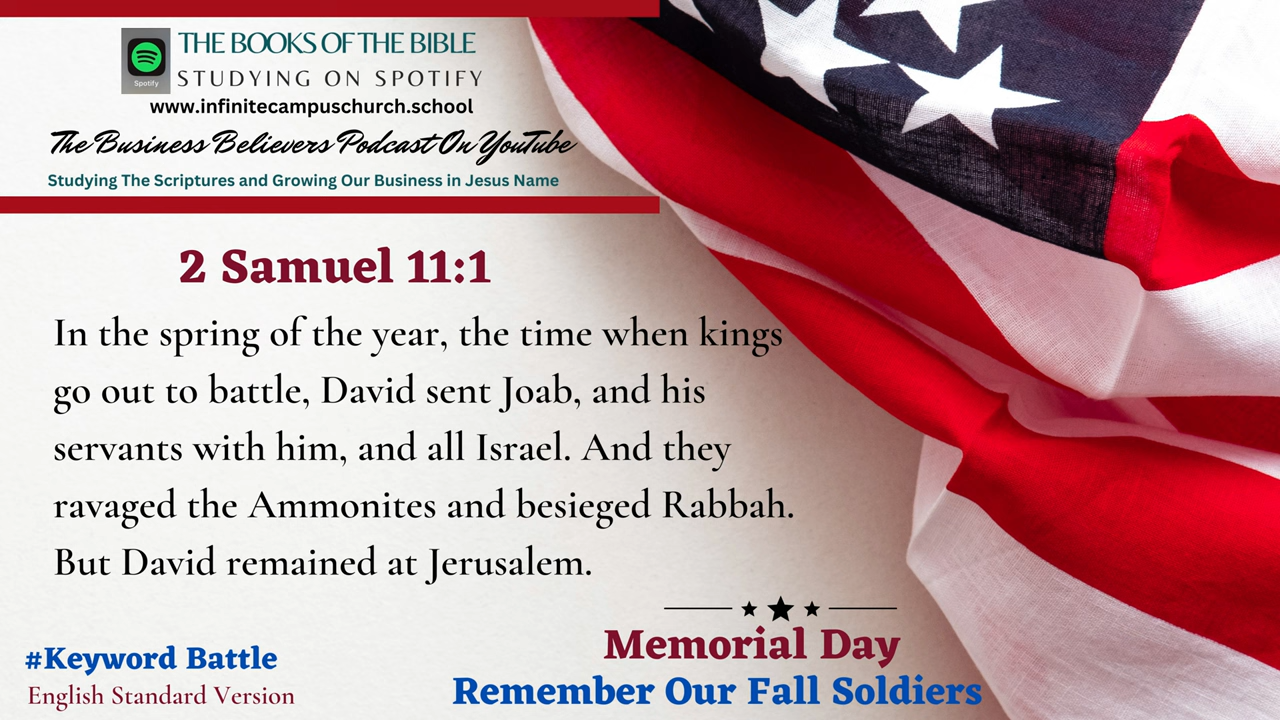 THE BOOKS OF THE BIBLE
Spotify
STUDYING ON SPOTIFY
www.infinitecampuschurch.school
The Business Believers Podcast On YouTube
Studying The Scriptures and Growing Our Business in Jesus Name
2 Samuel 11:1
In the spring of the year, the time when kings
go out to battle, David sent Joab, and his
servants with him, and all Israel. And they
ravaged the Ammonites and besieged Rabbah.
But David remained at Jerusalem.
Memorial Day
#Keyword Battle
English Standard Version
Remember Our Fall Soldiers